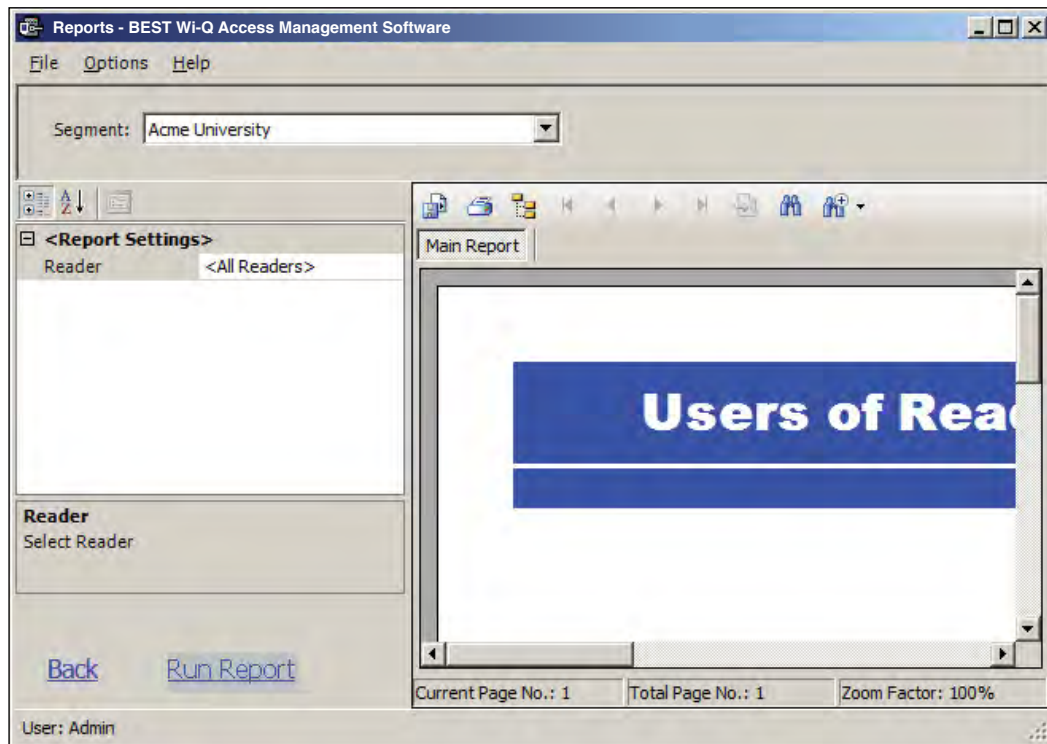 Reports - BEST Wi-Q Access Management Software
File Options Help
Segment: Acme University
<Report Settings>
Reader <All Readers>
Reader
Select Reader
Back Run Report
Main Report
Users of Rea
Current Page No.: 1 Total Page No.: 1 Zoom Factor: 100%
User: Admin